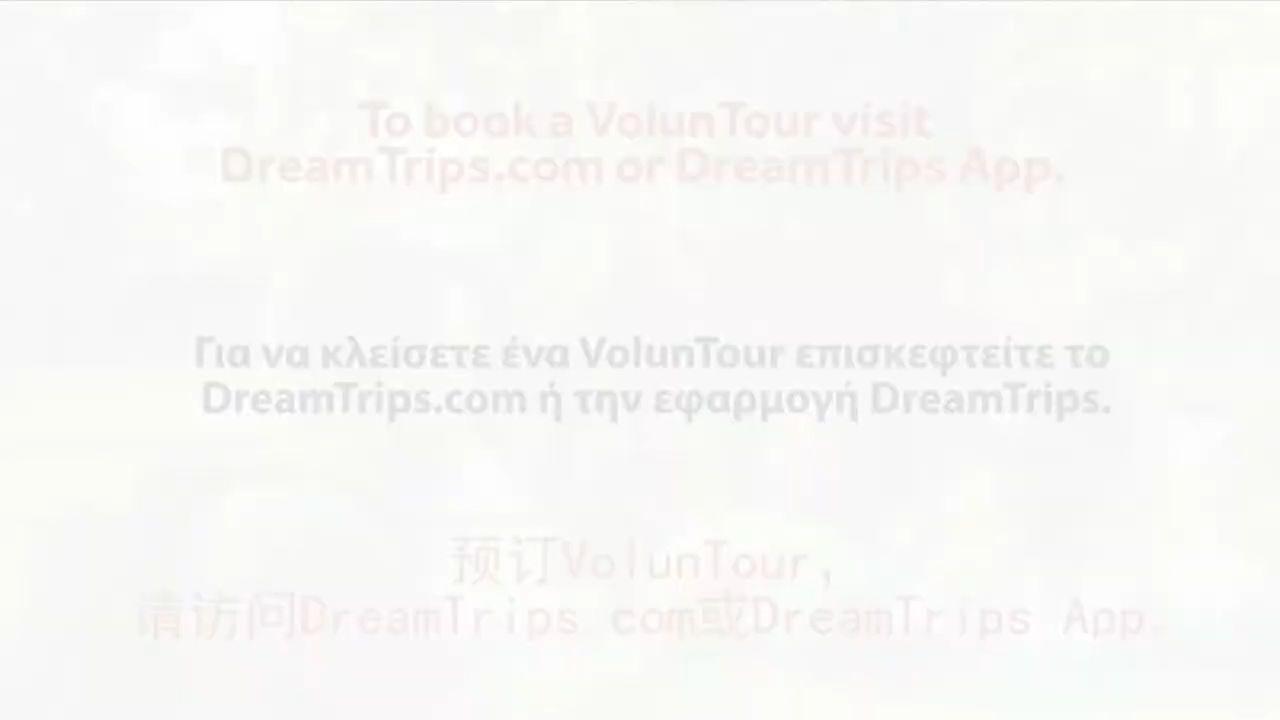 To book a VolunTour visit
DreamTrips.com or DreamTrips App.
Για να κλείσετε ένα VolunTour επισκεφτείτε το
DreamTrips.com ή την εφαρμογή DreamTrips.
预订VolunTour,
请访问DreamTrips com或DreamTrips App.